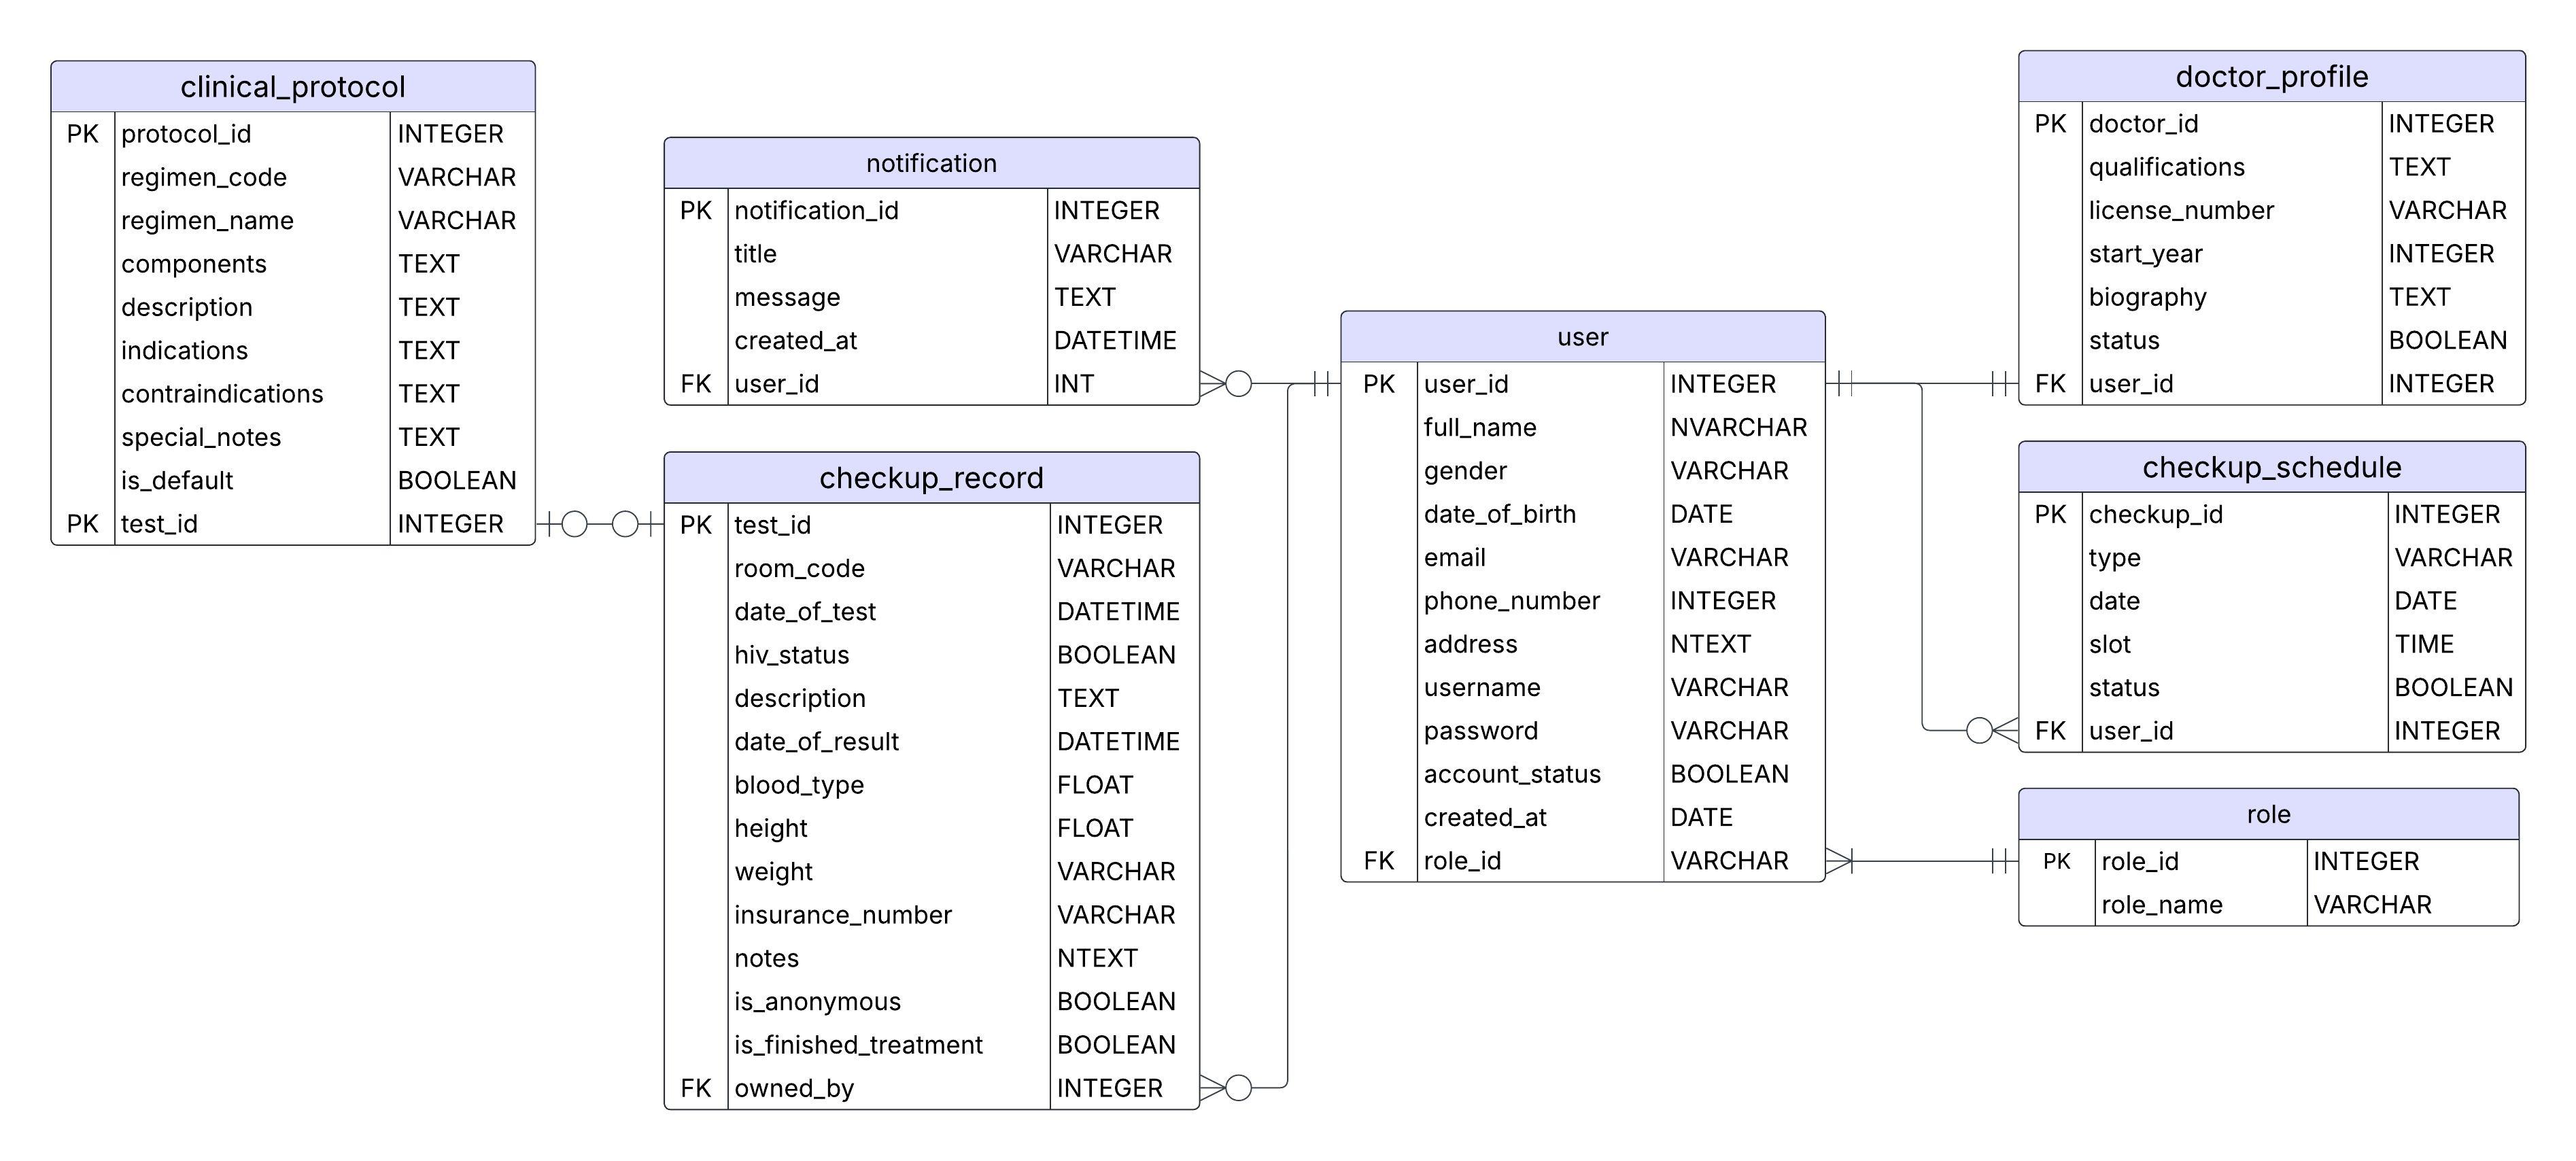 clinical_protocol
PK protocol_id INTEGER
regimen_code VARCHAR
regimen_name VARCHAR
components TEXT
description TEXT
indications TEXT
contraindications TEXT
special_notes TEXT
is_default BOOLEAN
PK test_id INTEGER
notification
PK notification_id INTEGER
title VARCHAR
message TEXT
created_at DATETIME
FK user_id INT
checkup_record
PK test_id INTEGER
room_code VARCHAR
date_of_test DATETIME
hiv_status BOOLEAN
description TEXT
date_of_result DATETIME
blood_type FLOAT
height FLOAT
weight VARCHAR
insurance_number VARCHAR
notes NTEXT
is_anonymous BOOLEAN
is_finished_treatment BOOLEAN
FK owned_by INTEGER
user
PK user_id INTEGER
full_name NVARCHAR
gender VARCHAR
date_of_birth DATE
email VARCHAR
phone_number INTEGER
address NTEXT
username VARCHAR
password VARCHAR
account_status BOOLEAN
created_at DATE
FK role_id VARCHAR
doctor_profile
PK doctor_id INTEGER
qualifications TEXT
license_number VARCHAR
start_year INTEGER
biography TEXT
status BOOLEAN
FK user_id INTEGER
checkup_schedule
PK checkup_id INTEGER
type VARCHAR
date DATE
slot TIME
status BOOLEAN
FK user_id INTEGER
role
PK role_id INTEGER
role_name VARCHAR